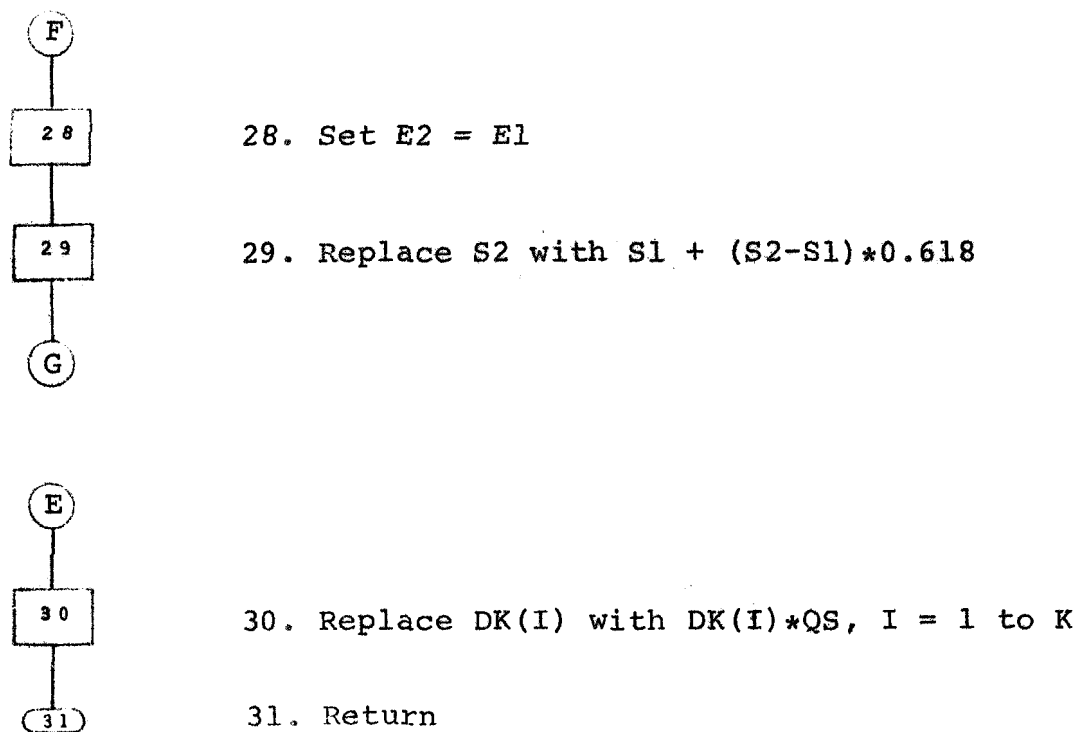 F
28 28. Set E2 = E1
29 29. Replace S2 with S1 + (S2-S1)*0.618
G
E
30 30. Replace DK(I) with DK(I)*QS, I = 1 to K
31 31. Return